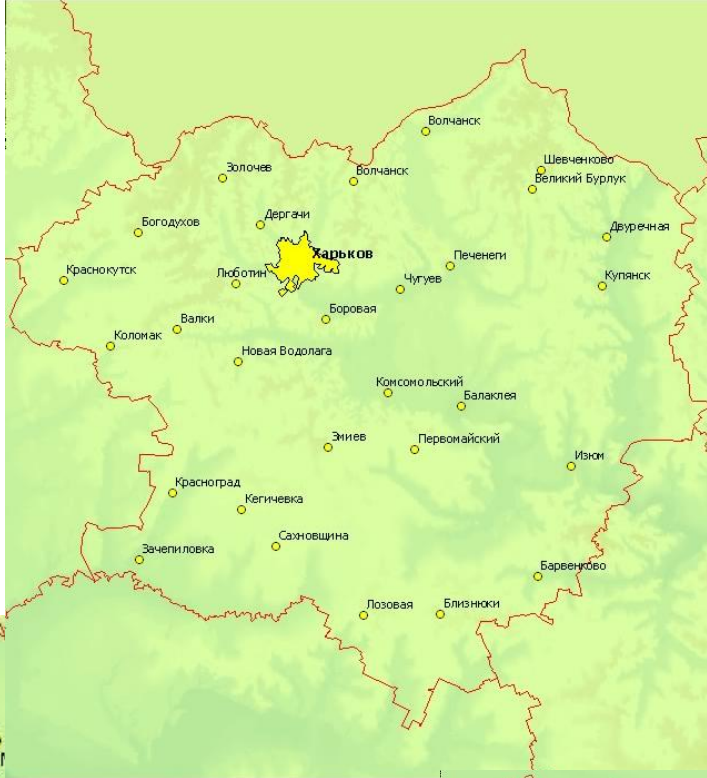 Волчанск
Шевченково
Золочев
Волчанск
Великий Бурлук
Богодухов
Дергачи
Двуречная
Харьков
Печенеги
Краснокутск
Люботин
Чугуев
Купянск
Боровая
Валки
Коломак
Новая Водолага
Комсомольский
Балаклея
Змиев
Первомайский
Изюм
Красноград
Кегичевка
Сахновщина
Зачепиловка
Барвенково
Лозовая
Близнюки